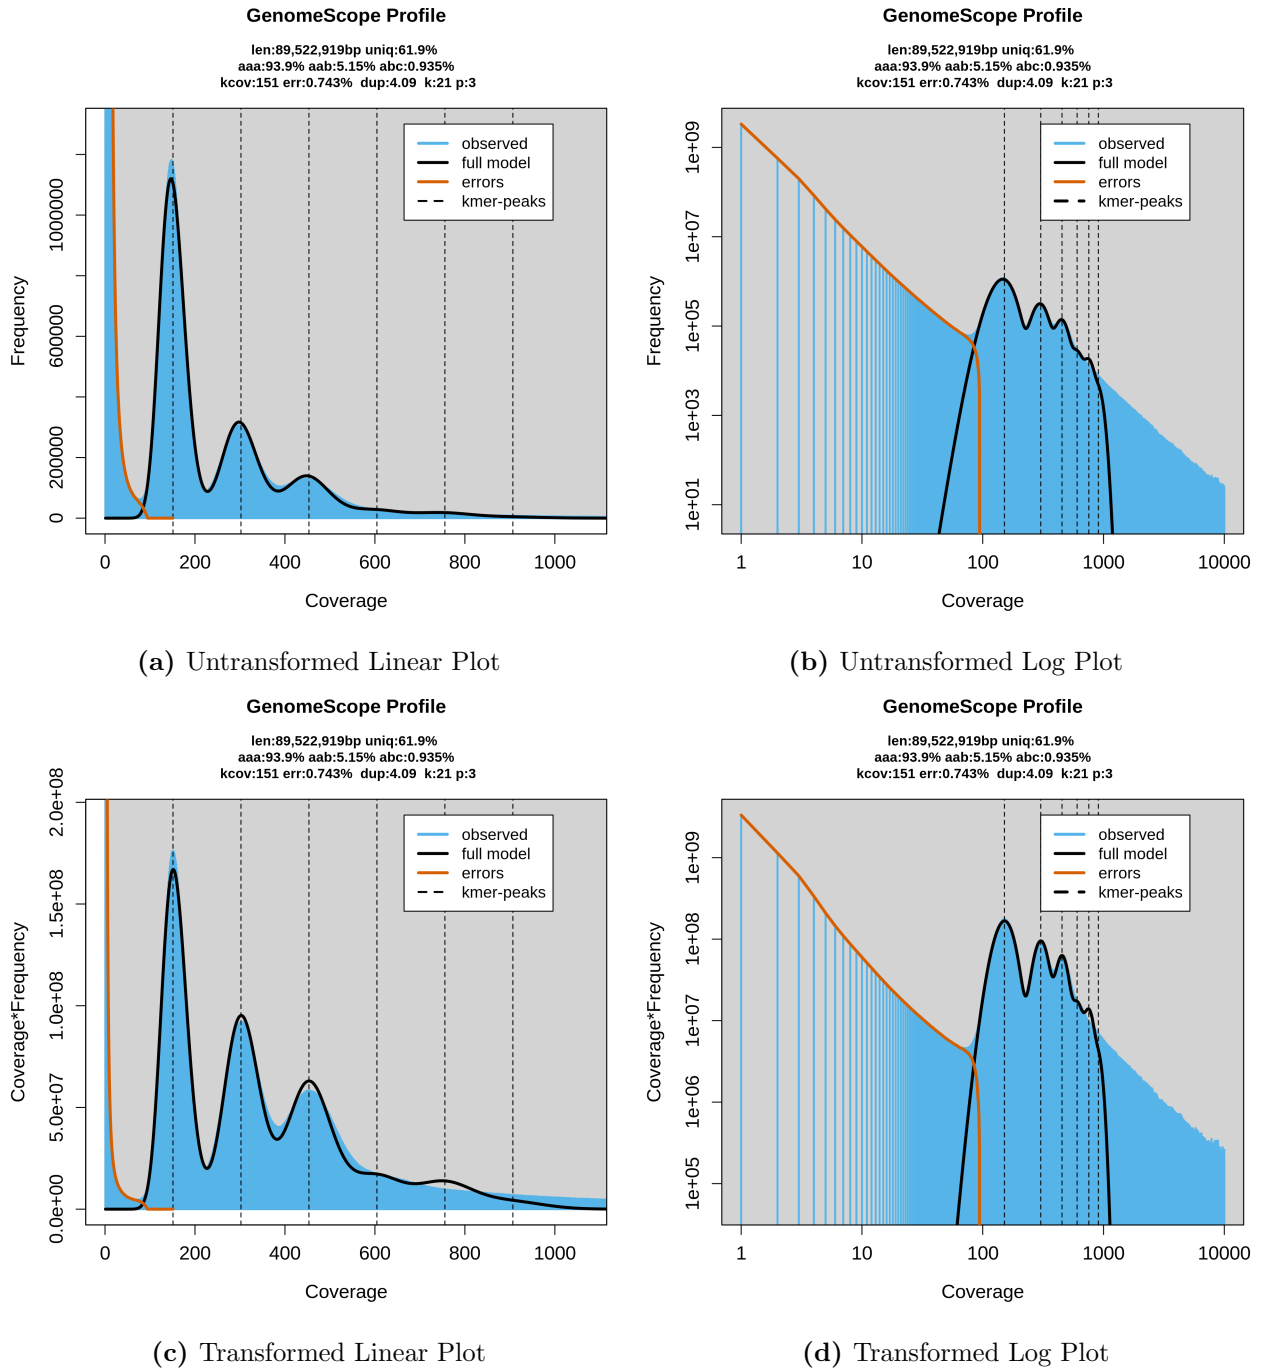 GenomeScope Profile
len:89,522,919bp uniq:61.9%
aaa:93.9% aab:5.15% abc:0.935%
kcov:151 err:0.743%  dup:4.09  k:21 p:3
Frequency
0
200000
600000
1000000
observed
full model
errors
kmer-peaks
0 200 400 600 800 1000
Coverage
(a) Untransformed Linear Plot
GenomeScope Profile
len:89,522,919bp uniq:61.9%
aaa:93.9% aab:5.15% abc:0.935%
kcov:151 err:0.743%  dup:4.09  k:21 p:3
Frequency
1e+01
1e+03
1e+05
1e+07
1e+09
observed
full model
errors
kmer-peaks
1 10 100 1000 10000
Coverage
(b) Untransformed Log Plot
GenomeScope Profile
len:89,522,919bp uniq:61.9%
aaa:93.9% aab:5.15% abc:0.935%
kcov:151 err:0.743%  dup:4.09  k:21 p:3
Coverage*Frequency
0.0e+00
5.0e+07
1.0e+08
1.5e+08
2.0e+08
observed
full model
errors
kmer-peaks
0 200 400 600 800 1000
Coverage
(c) Transformed Linear Plot
GenomeScope Profile
len:89,522,919bp uniq:61.9%
aaa:93.9% aab:5.15% abc:0.935%
kcov:151 err:0.743%  dup:4.09  k:21 p:3
Coverage*Frequency
1e+05
1e+06
1e+07
1e+08
1e+09
observed
full model
errors
kmer-peaks
1 10 100 1000 10000
Coverage
(d) Transformed Log Plot